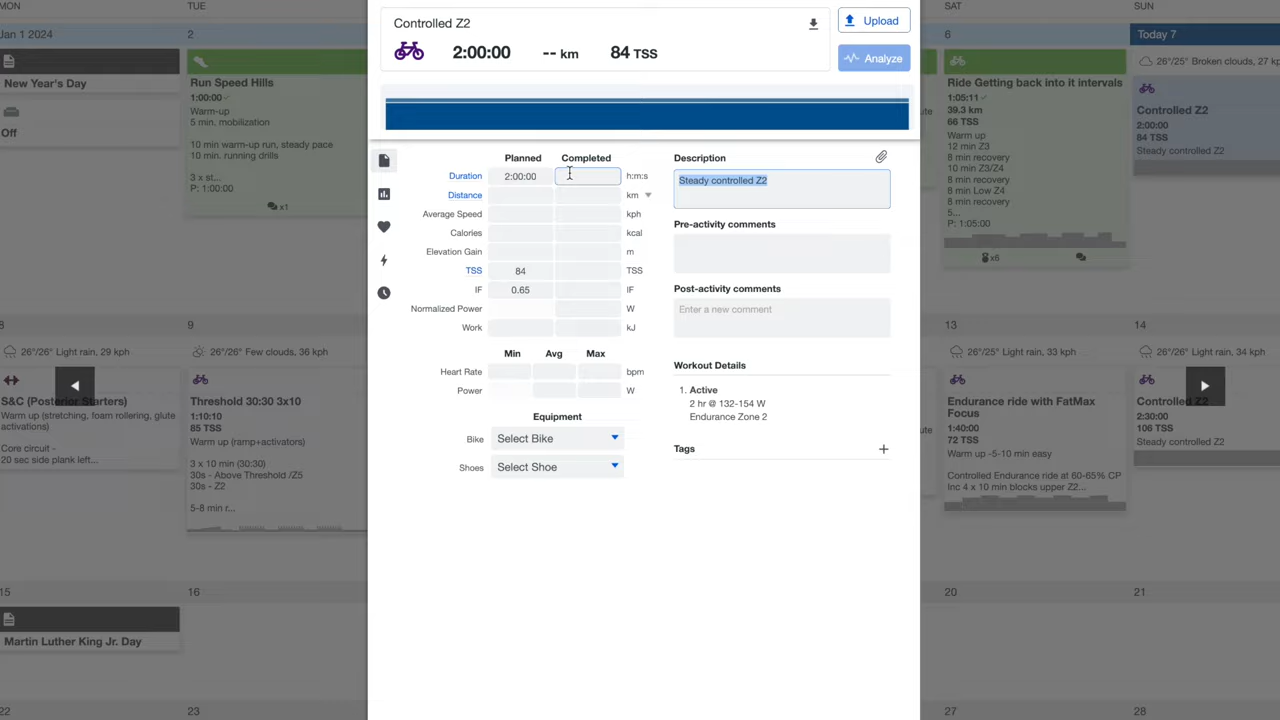 MON
TUE
SUN
Jan 1 2024
2
6
Today 7
New Year's Day
Off
Run Speed Hills
1:00:00
Warm-up
5 min. mobilization
10 min warm-up run, steady pace
10 min. running drills
3 x st...
P: 1:00:00
x1
Controlled Z2
2:00:00
-- km
84 TSS
Upload
Analyze
Planned
Completed
Duration
2:00:00
h:m:s
Distance
km
Average Speed
kph
Calories
kcal
Elevation Gain
m
TSS
84
TSS
IF
0.65
IF
Normalized Power
W
Work
kJ
Min
Avg
Max
Heart Rate
bpm
Power
W
Equipment
Bike
Select Bike
Shoes
Select Shoe
Description
Steady controlled Z2
Pre-activity comments
Post-activity comments
Enter a new comment
Workout Details
1. Active
2 hr @ 132-154 W
Endurance Zone 2
Tags
Ride Getting back into it intervals
1:05:11
39.3 km
66 TSS
Warm up
12 min Z3
8 min recovery
10 min Z3/Z4
8 min recovery
8 min Low Z4
8 min recovery
5...
P: 1:05:00
x6
26°/25° Broken clouds, 27 kp
Controlled Z2
2:00:00
84 TSS
Steady controlled Z2
8
9
13
14
26°/26° Light rain, 29 kph
S&C (Posterior Starters)
Warm up (stretching, foam rolling, glute
activations)
Core circuit -
20 sec side plank left...
26°/26° Few clouds, 36 kph
Threshold 30:30 3x10
1:10:10
85 TSS
Warm up (ramp+activators)
3 x 10 min (30:30)
30s - Above Threshold /Z5
30s - Z2
5-8 min r...
26°/25° Light rain, 33 kph
Endurance ride with FatMax
Focus
1:40:00
72 TSS
Warm up -5-10 min easy
Controlled Endurance ride at 60-65% CP
Inc 4 x 10 min blocks upper Z2...
26°/25° Light rain, 34 kph
Controlled Z2
2:30:00
106 TSS
Steady controlled Z2
15
16
20
21
Martin Luther King Jr. Day
22
23
27
28